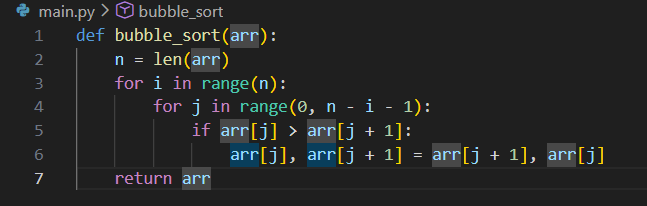 main.py > bubble_sort
1 def bubble_sort(arr):
2     n = len(arr)
3     for i in range(n):
4         for j in range(0, n - i - 1):
5             if arr[j] > arr[j + 1]:
6                 arr[j], arr[j + 1] = arr[j + 1], arr[j]
7     return arr